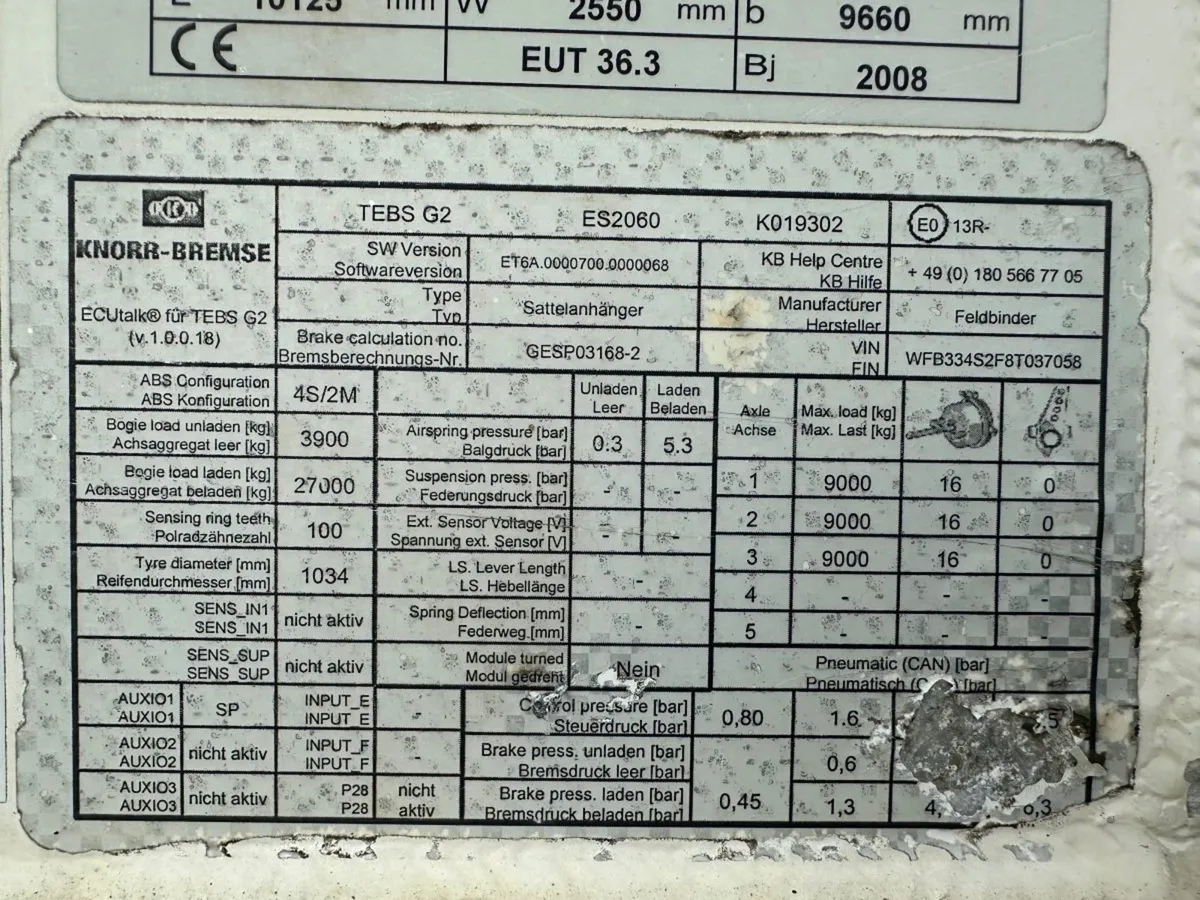 10125 mm W 2550 mm b 9660 mm
CE EUT 36.3 Bj 2008
KNORR-BREMSE
ECUtalk® für TEBS G2
(v.1.0.0.18)
TEBS G2 ES2060 K019302 E0 13R-
SW Version
Softwareversion
ET6A.0000700.0000068
KB Help Centre
KB Hilfe
+ 49 (0) 180 566 77 05
Type
Typ
Sattelanhänger
Manufacturer
Hersteller
Feldbinder
Brake calculation no.
Bremsberechnungs-Nr.
GESP03168-2
VIN
FIN
WFB334S2F8T037058
ABS Configuration
ABS Konfiguration
4S/2M
Bogie load unladen [kg]
Achsaggregat leer [kg]
3900
Bogie load laden [kg]
Achsaggregat beladen [kg]
27000
Sensing ring teeth
Polradzähnezahl
100
Tyre diameter [mm]
Reifendurchmesser [mm]
1034
SENS_IN1
SENS_IN1
nicht aktiv
SENS_SUP
SENS_SUP
nicht aktiv
Unladen
Leer
Laden
Beladen
Airspring pressure [bar]
Balgdruck [bar]
0.3 5.3
Suspension press. [bar]
Federungsdruck [bar]
- -
Ext. Sensor Voltage [V]
Spannung ext. Sensor [V]
- -
LS. Lever Length
LS. Hebellänge
-
Spring Deflection [mm]
Federweg.[mm]
-
Module turned
Modul gedreht
Nein
Axle
Achse
Max. load [kg]
Max. Last [kg]
1 9000 16 0
2 9000 16 0
3 9000 16 0
4 - - -
5 - - -
Pneumatic (CAN) [bar]
Pneumatisch [bar]
AUXIO1
AUXIO1
SP
INPUT_E
INPUT_E
-
Control pressure [bar]
Steuerdruck [bar]
0,80 1.6
AUXIO2
AUXIO2
nicht aktiv
INPUT_F
INPUT_F
-
Brake press. unladen [bar]
Bremsdruck leer [bar]
0,6
AUXIO3
AUXIO3
nicht aktiv
P28
P28
nicht
aktiv
Brake press. laden [bar]
Bremsdruck beladen [bar]
0,45 1,3